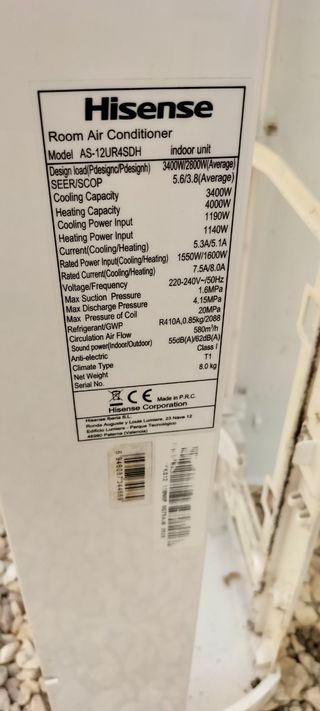 Hisense
Room Air Conditioner
Model AS-12UR4SDH indoor unit
Design load(Pdesignc/Pdesignh) 3400W/2800W(Average)
SEER/SCOP 5.6/3.8(Average)
Cooling Capacity 3400W
Heating Capacity 4000W
Cooling Power Input 1190W
Heating Power Input 1140W
Current(Cooling/Heating) 5.3A/5.1A
Rated Power Input(Cooling/Heating) 1550W/1600W
Rated Current(Cooling/Heating) 7.5A/8.0A
Voltage/Frequency 220-240V~/50Hz
Max Suction Pressure 1.6MPa
Max Discharge Pressure 4.15MPa
Max Pressure of Coil 20MPa
Refrigerant/GWP R410A,0.85kg/2088
Circulation Air Flow 580m³/h
Sound power(Indoor/Outdoor) 55dB(A)/62dB(A)
Anti-electric Class I
Climate Type T1
Net Weight 8.0 kg
Serial No.
CE Made in P.R.C.
Hisense Corporation
Hisense Iberia S.L.
Ronda Auguste y Louis Lumiere, 23 Nave 12
Edificio Lumiere - Parque Tecnológico
46980 Paterna (Valencia)